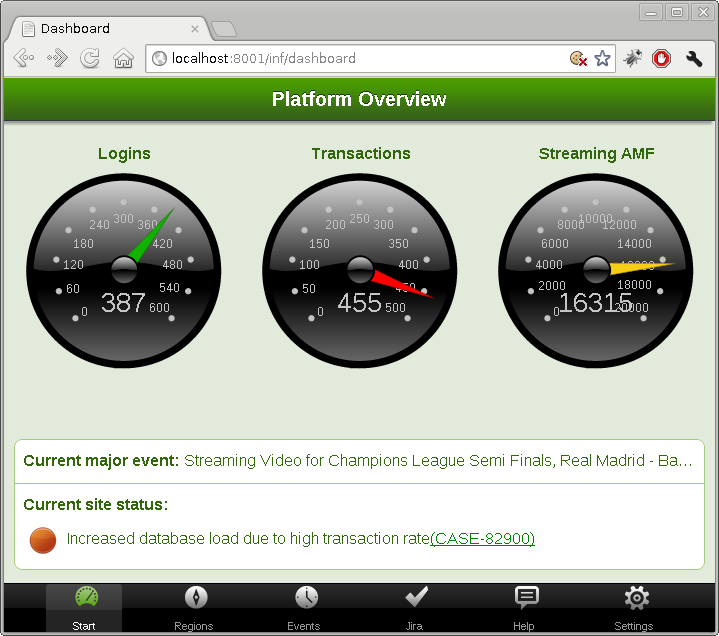 Dashboard
localhost:8001/inf/dashboard
Platform Overview
Logins
Transactions
Streaming AMF
0 60 120 180 240 300 360 420 480 540 600
387
0 50 100 150 200 250 300 350 400 450 500
455
0 2000 4000 6000 8000 10000 12000 14000 16000 18000 20000
16315
Current major event: Streaming Video for Champions League Semi Finals, Real Madrid - Ba...
Current site status:
Increased database load due to high transaction rate(CASE-82900)
Start Regions Events Jira Help Settings